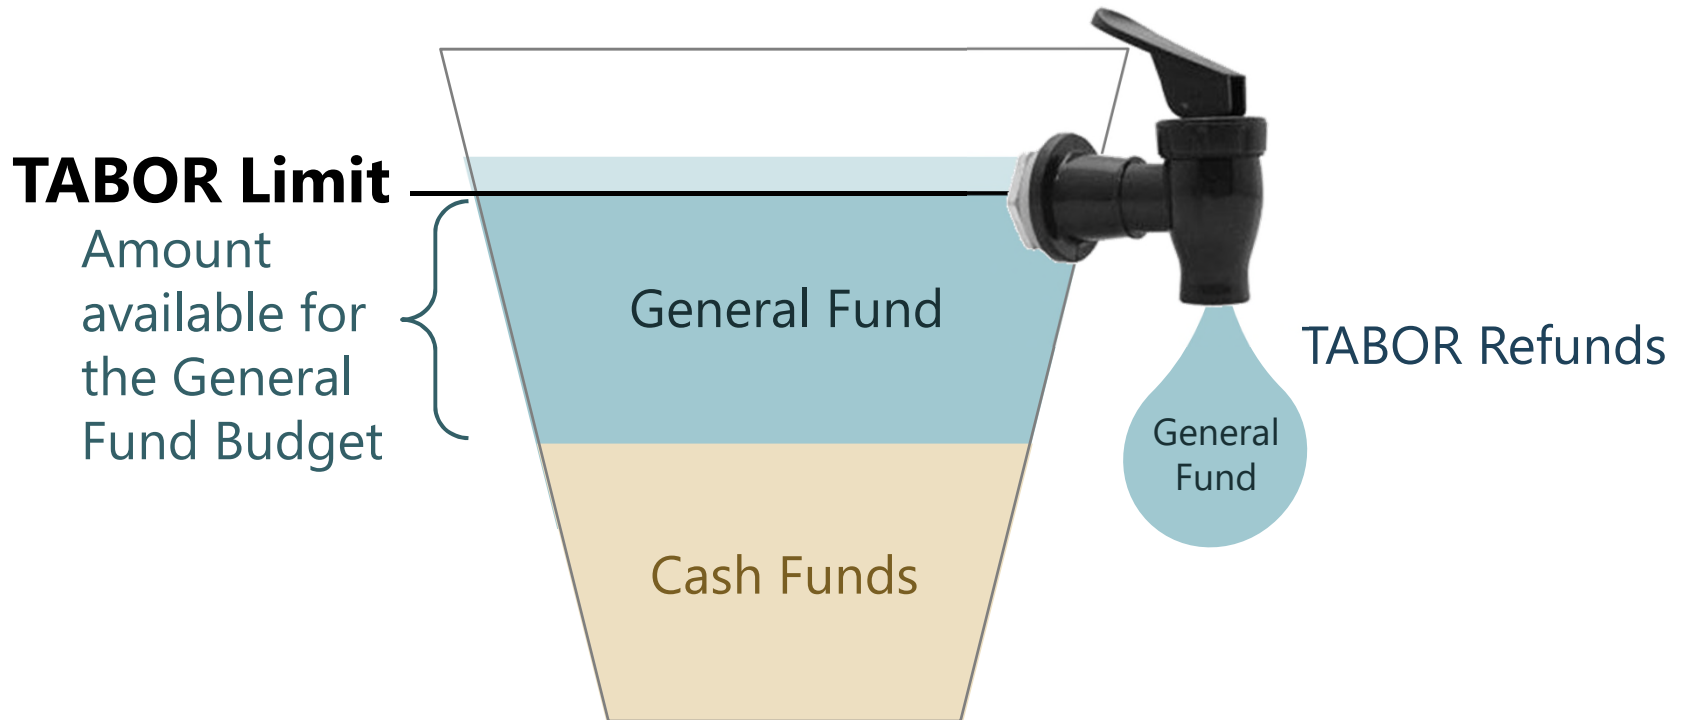 TABOR Limit
Amount
available for
the General
Fund Budget
General Fund
Cash Funds
TABOR Refunds
General
Fund